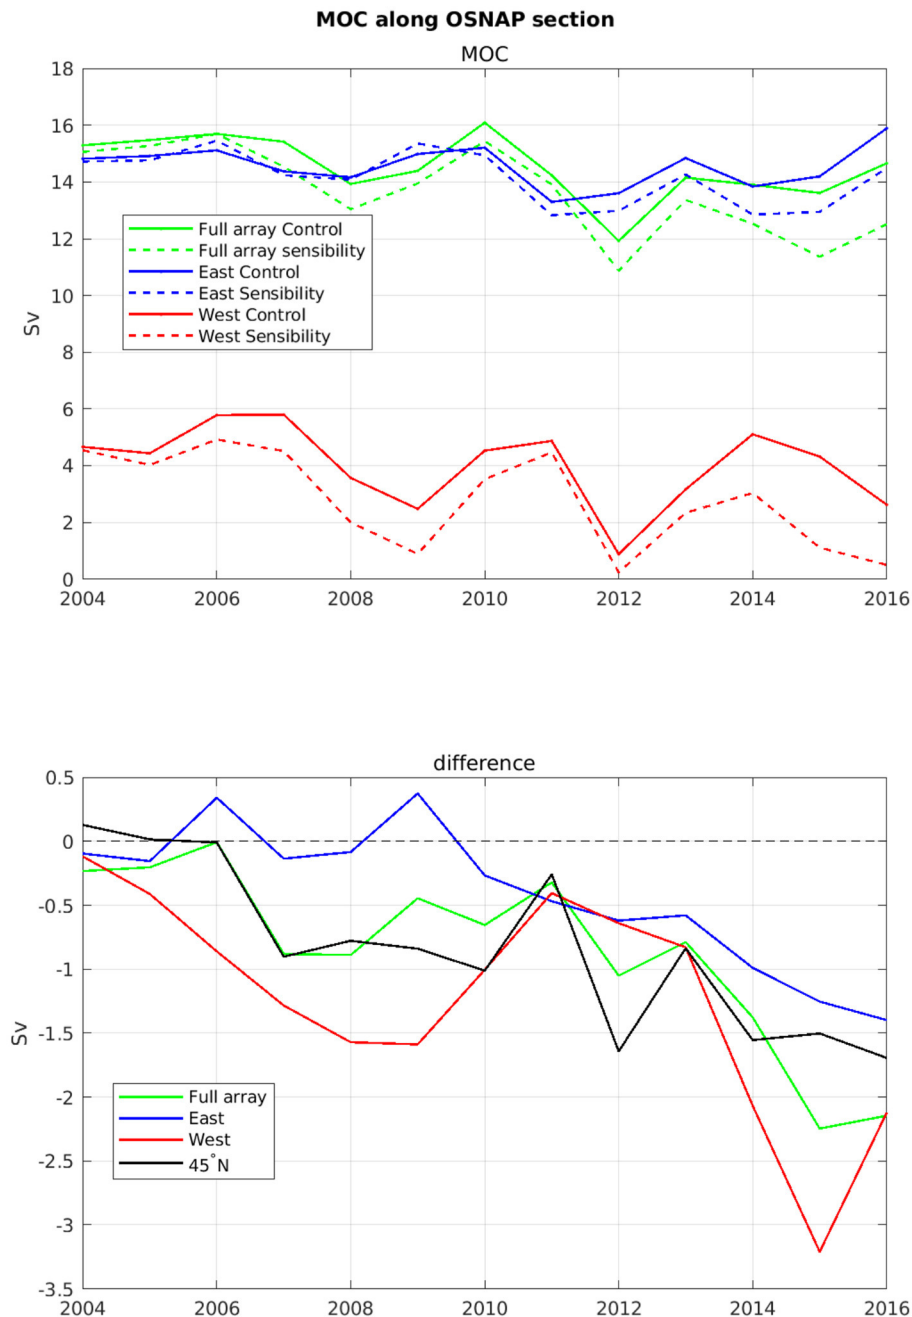 MOC along OSNAP section
MOC
18
16
14
12
10
8
6
4
2
0
Sv
Full array Control
Full array sensibility
East Control
East Sensibility
West Control
West Sensibility
2004 2006 2008 2010 2012 2014 2016
difference
0.5
0
-0.5
-1
-1.5
-2
-2.5
-3
-3.5
Sv
Full array
East
West
45°N
2004 2006 2008 2010 2012 2014 2016